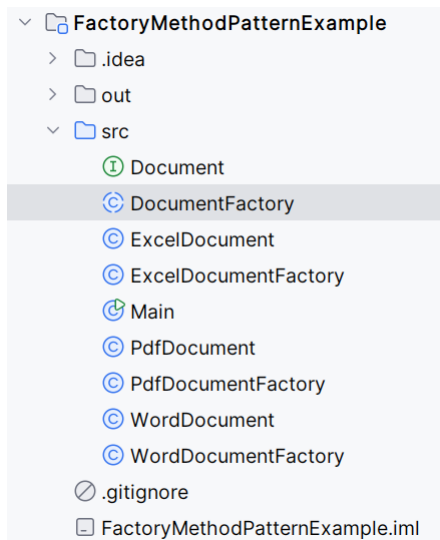 FactoryMethodPatternExample
.idea
out
src
Document
DocumentFactory
ExcelDocument
ExcelDocumentFactory
Main
PdfDocument
PdfDocumentFactory
WordDocument
WordDocumentFactory
.gitignore
FactoryMethodPatternExample.iml